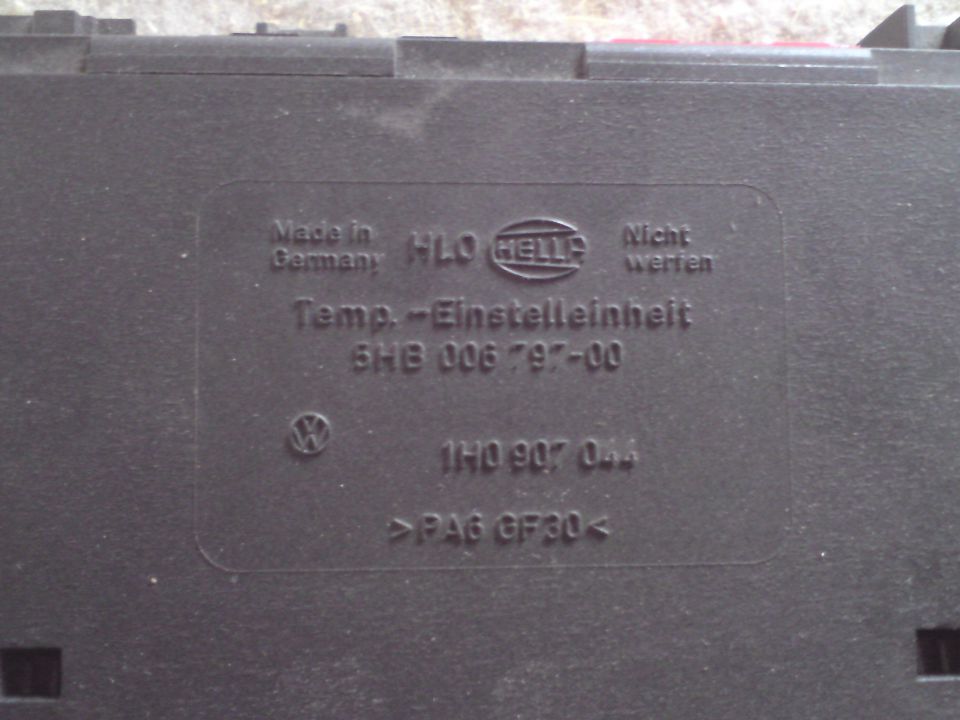 Made in Germany
HLO
HELLA
Nicht werfen
Temp.-Einstelleinheit
5HB 006 797-00
VW
1H0 907 044
>PA6 GF30<